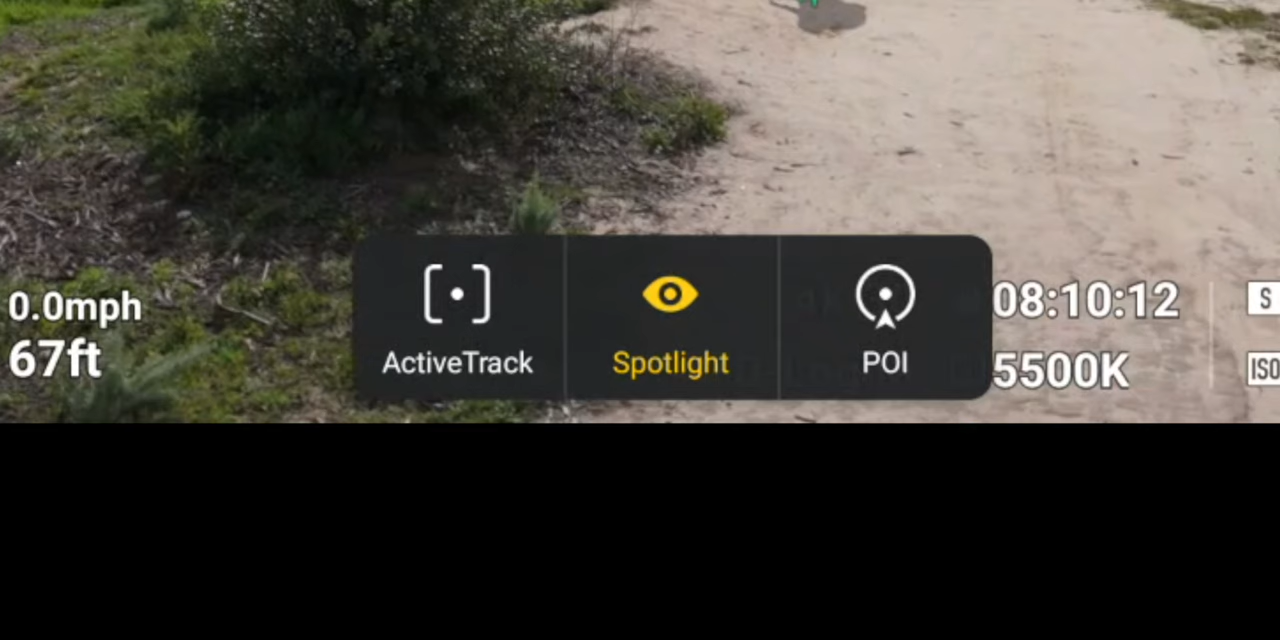 0.0mph
67ft
ActiveTrack
Spotlight
POI
08:10:12
5500K
S
ISO